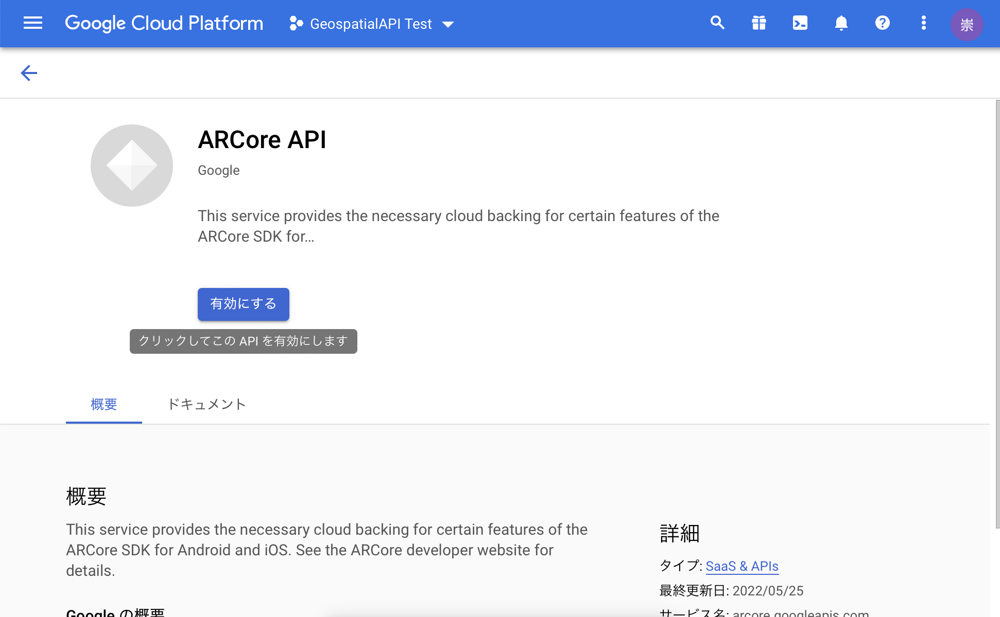 Google Cloud Platform
GeospatialAPI Test
崇
ARCore API
Google
This service provides the necessary cloud backing for certain features of the
ARCore SDK for…
有効にする
クリックしてこの API を有効にします
概要
ドキュメント
概要
This service provides the necessary cloud backing for certain features of the
ARCore SDK for Android and iOS. See the ARCore developer website for
details.
詳細
タイプ: SaaS & APIs
最終更新日: 2022/05/25
Google の概要
サービス名: arcore.googleapis.com